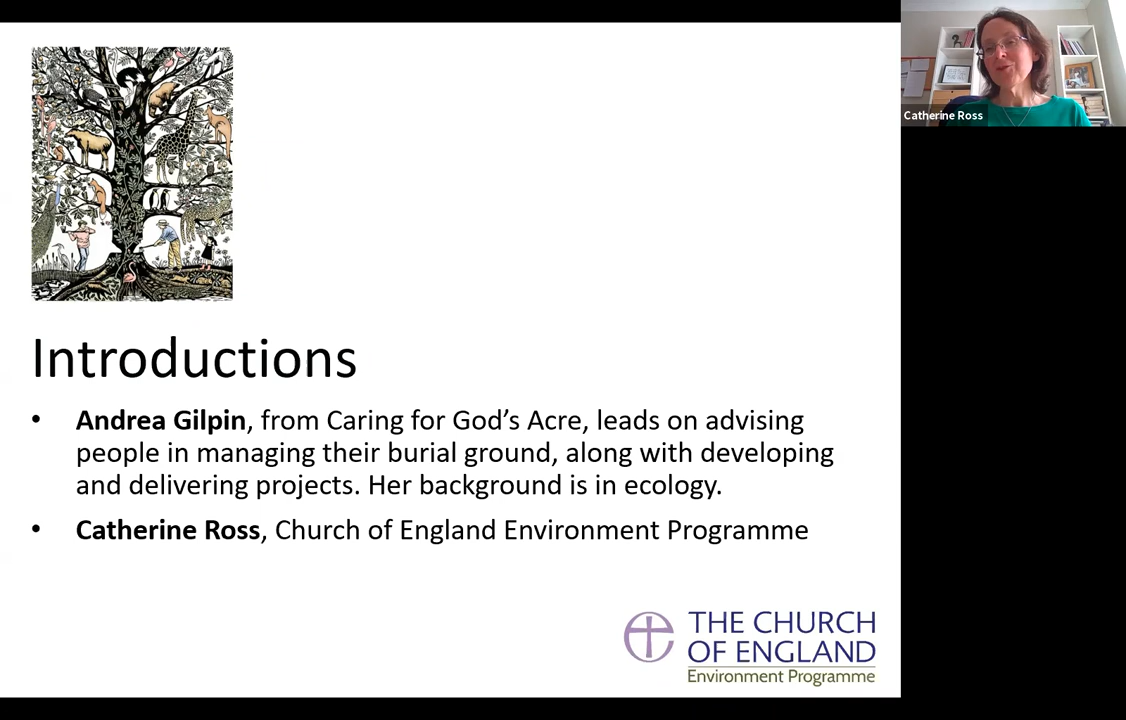 Catherine Ross
Introductions
• Andrea Gilpin, from Caring for God’s Acre, leads on advising
people in managing their burial ground, along with developing
and delivering projects. Her background is in ecology.
• Catherine Ross, Church of England Environment Programme
THE CHURCH
OF ENGLAND
Environment Programme